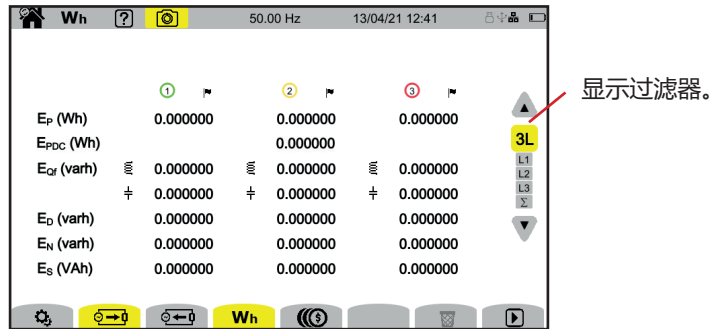 Wh ? 50.00 Hz 13/04/21 12:41
显示过滤器。
1 2 3
EP (Wh) 0.000000 0.000000 0.000000
3L
EPDC (Wh) 0.000000
L1
EQf (varh) 0.000000 0.000000 0.000000
L2
L3
0.000000 0.000000 0.000000
Σ
ED (varh) 0.000000 0.000000 0.000000
EN (varh) 0.000000 0.000000 0.000000
ES (VAh) 0.000000 0.000000 0.000000
Wh $